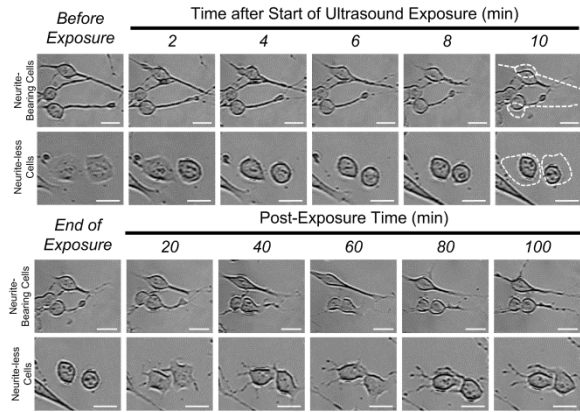 Before Exposure
Time after Start of Ultrasound Exposure (min)
2 4 6 8 10
Neurite-Bearing Cells
Neurite-less Cells
End of Exposure
Post-Exposure Time (min)
20 40 60 80 100
Neurite-Bearing Cells
Neurite-less Cells